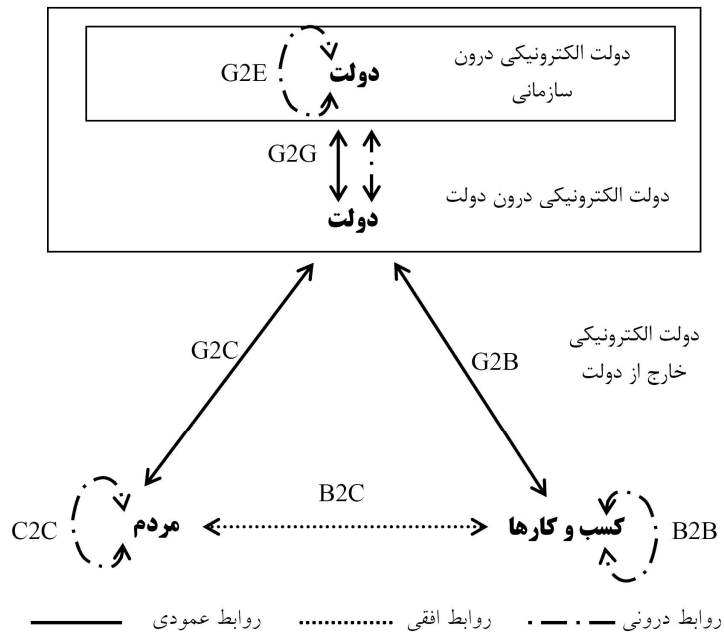 دولت الکترونیکی درون
سازمانی
دولت
G2E
G2G
دولت
دولت الکترونیکی درون دولت
دولت الکترونیکی
خارج از دولت
G2C
G2B
B2C
C2C
مردم
کسب و کارها
B2B
روابط درونی
روابط افقی
روابط عمودی